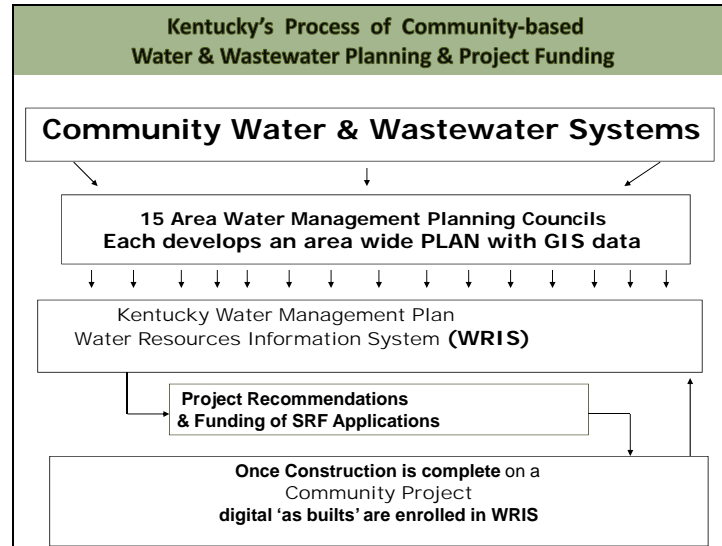 Kentucky's Process of Community-based
Water & Wastewater Planning & Project Funding
Community Water & Wastewater Systems
15 Area Water Management Planning Councils
Each develops an area wide PLAN with GIS data
Kentucky Water Management Plan
Water Resources Information System (WRIS)
Project Recommendations
& Funding of SRF Applications
Once Construction is complete on a
Community Project
digital ‘as builts’ are enrolled in WRIS